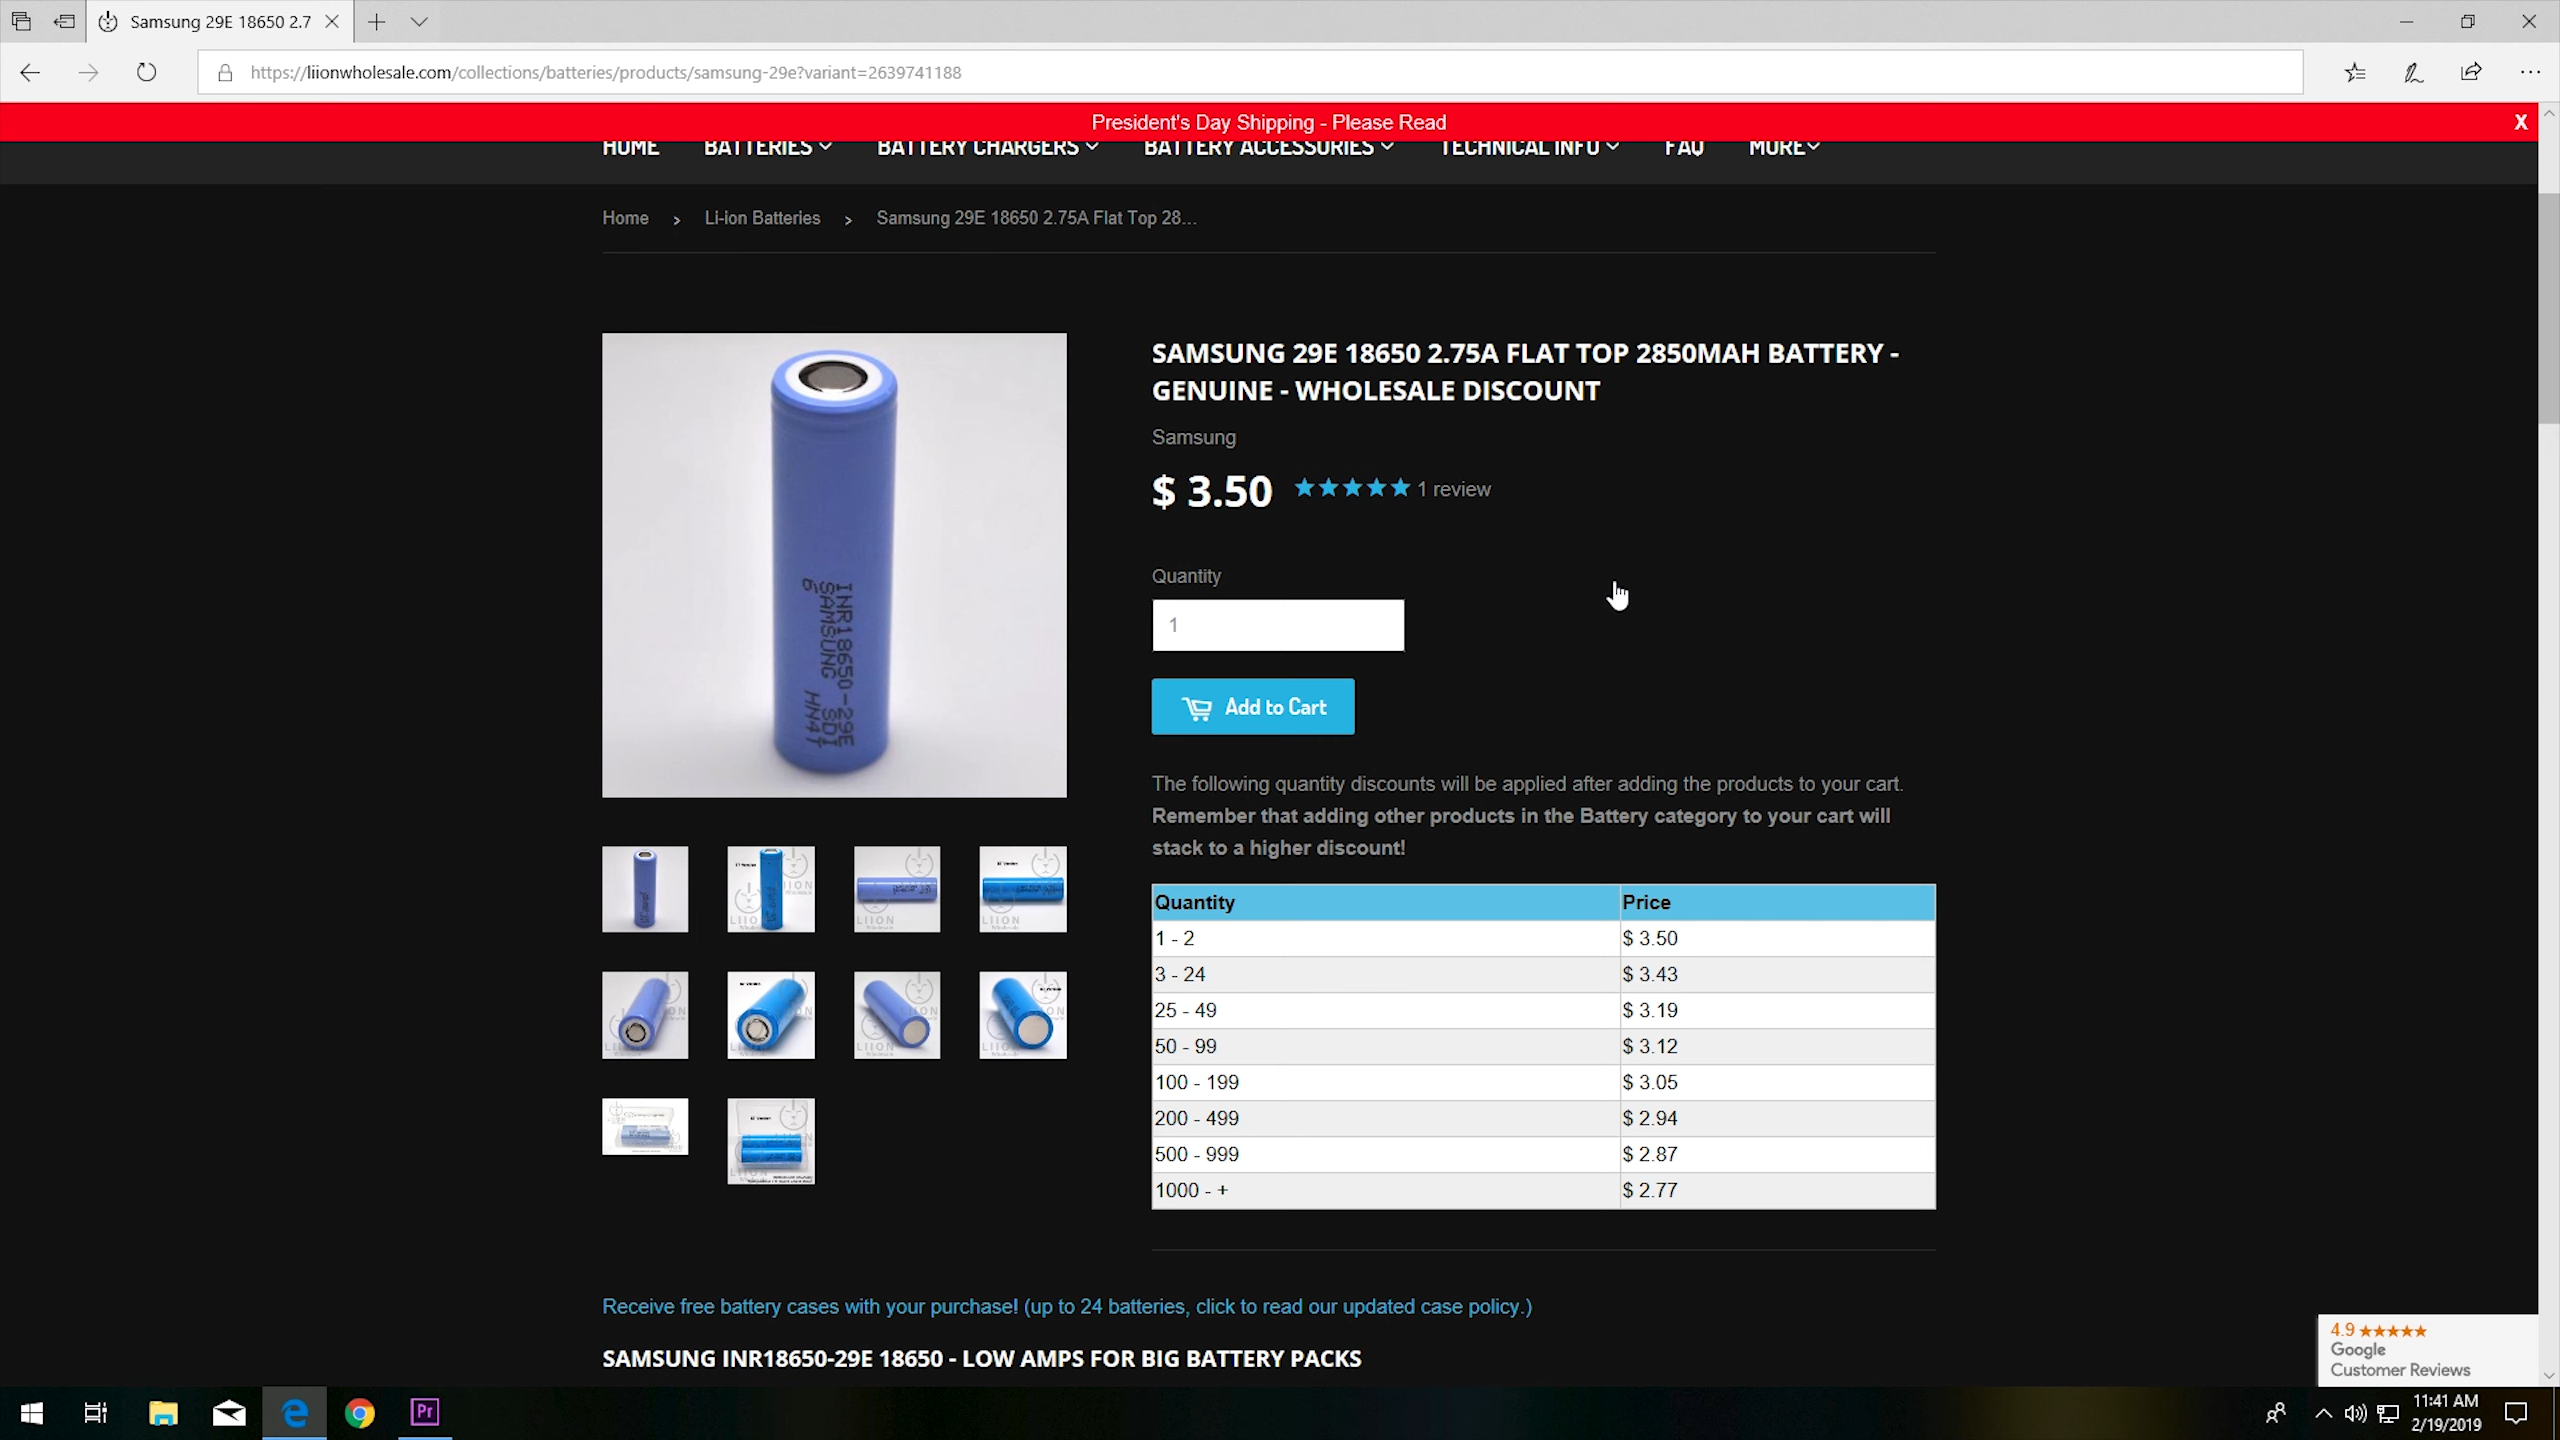 Samsung 29E 18650 2.7
https://liionwholesale.com/collections/batteries/products/samsung-29e?variant=2639741188
President's Day Shipping - Please Read
X
HOME BATTERIES BATTERY CHARGERS BATTERY ACCESSORIES TECHNICAL INFO FAQ MORE
Home > Li-ion Batteries > Samsung 29E 18650 2.75A Flat Top 28...
SAMSUNG 29E 18650 2.75A FLAT TOP 2850MAH BATTERY -
GENUINE - WHOLESALE DISCOUNT
Samsung
$ 3.50 ★★★★★ 1 review
Quantity
1
Add to Cart
INR18650-29E
SAMSUNG SDI
6 HN4T
The following quantity discounts will be applied after adding the products to your cart.
Remember that adding other products in the Battery category to your cart will
stack to a higher discount!
Quantity Price
1 - 2 $ 3.50
3 - 24 $ 3.43
25 - 49 $ 3.19
50 - 99 $ 3.12
100 - 199 $ 3.05
200 - 499 $ 2.94
500 - 999 $ 2.87
1000 - + $ 2.77
Receive free battery cases with your purchase! (up to 24 batteries, click to read our updated case policy.)
SAMSUNG INR18650-29E 18650 - LOW AMPS FOR BIG BATTERY PACKS
4.9 ★★★★★
Google
Customer Reviews
Pr
11:41 AM
2/19/2019